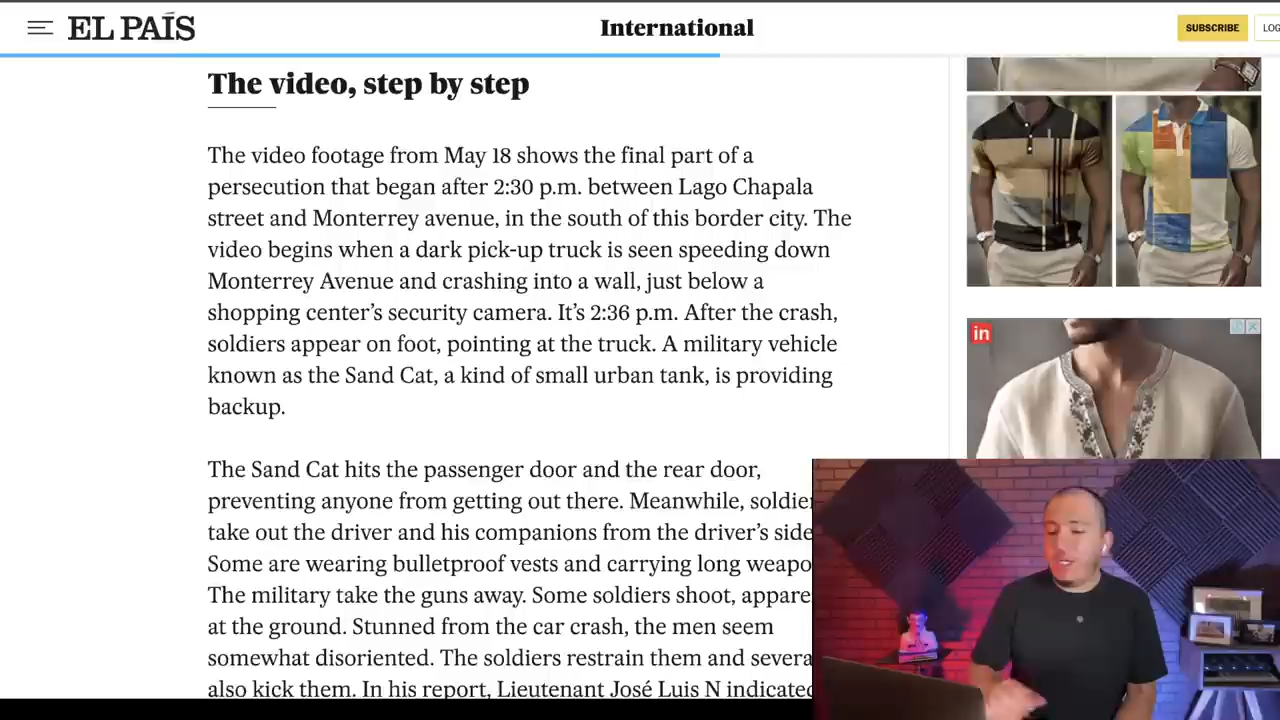 EL PAÍS
International
SUBSCRIBE
LOG
The video, step by step
The video footage from May 18 shows the final part of a
persecution that began after 2:30 p.m. between Lago Chapala
street and Monterrey avenue, in the south of this border city. The
video begins when a dark pick-up truck is seen speeding down
Monterrey Avenue and crashing into a wall, just below a
shopping center’s security camera. It’s 2:36 p.m. After the crash,
soldiers appear on foot, pointing at the truck. A military vehicle
known as the Sand Cat, a kind of small urban tank, is providing
backup.
The Sand Cat hits the passenger door and the rear door,
preventing anyone from getting out there. Meanwhile, soldier
take out the driver and his companions from the driver’s side
Some are wearing bulletproof vests and carrying long weapo
The military take the guns away. Some soldiers shoot, appare
at the ground. Stunned from the car crash, the men seem
somewhat disoriented. The soldiers restrain them and severa
also kick them. In his report, Lieutenant José Luis N indicated
in